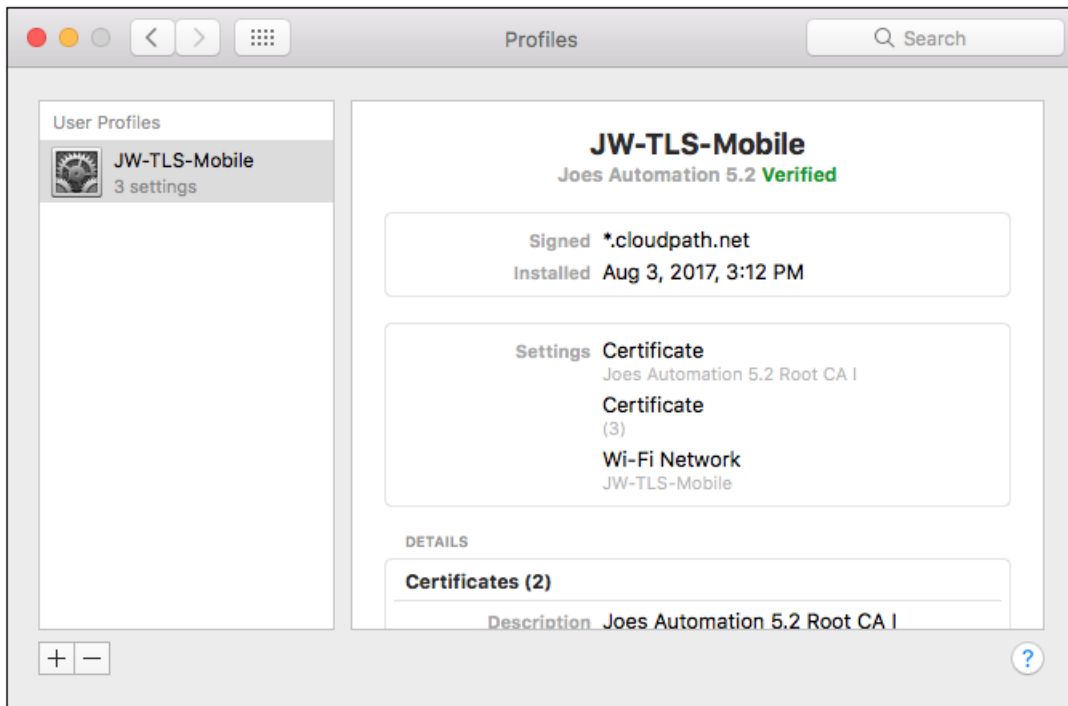 Profiles
Search
User Profiles
JW-TLS-Mobile
3 settings
JW-TLS-Mobile
Joes Automation 5.2 Verified
Signed *.cloudpath.net
Installed Aug 3, 2017, 3:12 PM
Settings Certificate
Joes Automation 5.2 Root CA I
Certificate
(3)
Wi-Fi Network
JW-TLS-Mobile
DETAILS
Certificates (2)
Description Joes Automation 5.2 Root CA I
+ −
?